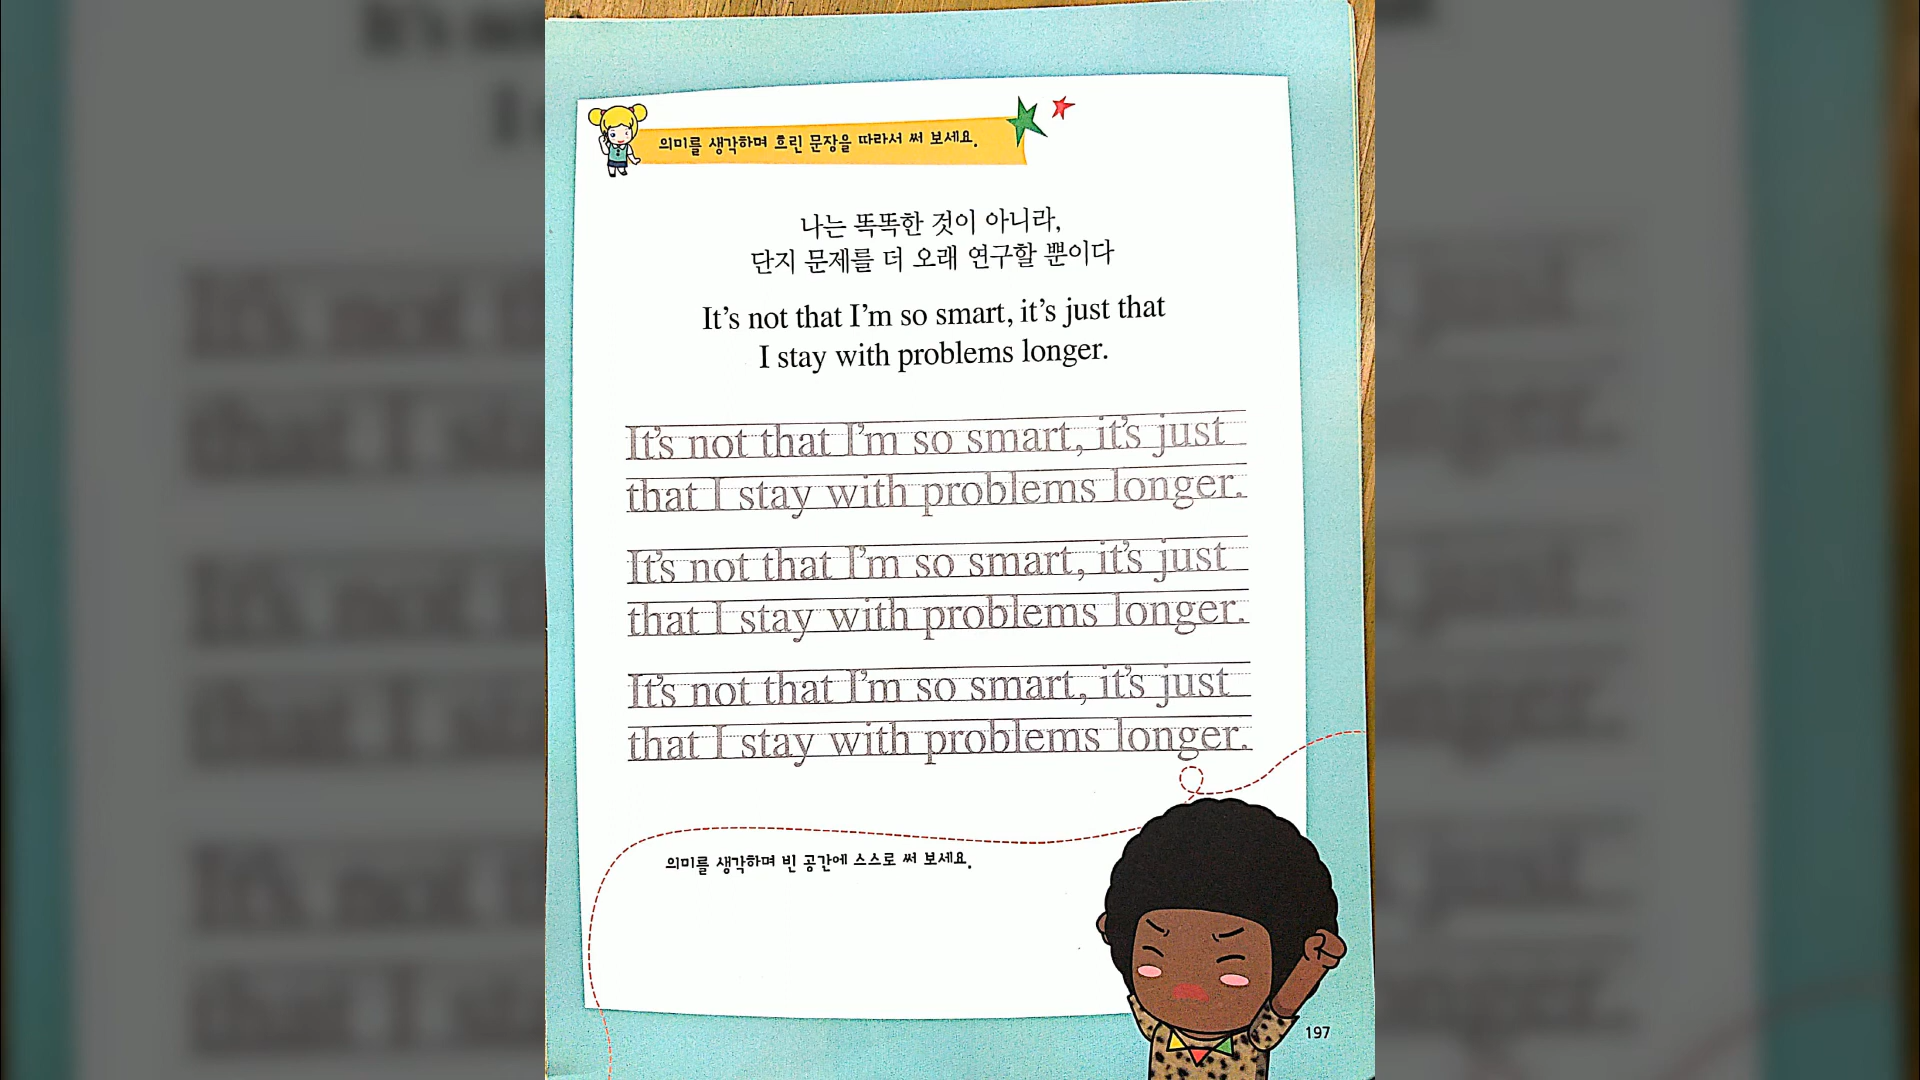 의미를 생각하며 흐린 문장을 따라서 써 보세요.
나는 똑똑한 것이 아니라,
단지 문제를 더 오래 연구할 뿐이다
It's not that I'm so smart, it's just that
I stay with problems longer.
It's not that I'm so smart, it's just
that I stay with problems longer.
It's not that I'm so smart, it's just
that I stay with problems longer.
It's not that I'm so smart, it's just
that I stay with problems longer.
의미를 생각하며 빈 공간에 스스로 써 보세요.
197